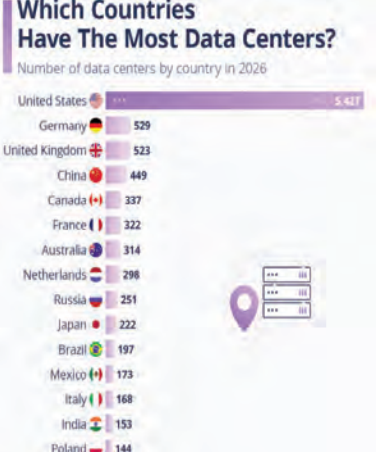 Which Countries
Have The Most Data Centers?
Number of data centers by country in 2026
United States 5,427
Germany 529
United Kingdom 523
China 449
Canada 337
France 322
Australia 314
Netherlands 298
Russia 251
Japan 222
Brazil 197
Mexico 173
Italy 168
India 153
Poland 144